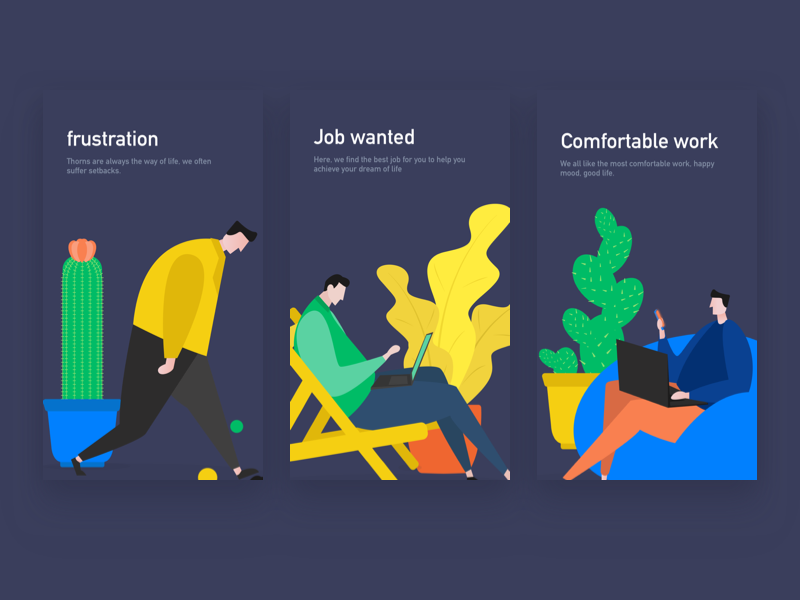 frustration
Thorns are always the way of life, we often
suffer setbacks.
Job wanted
Here, we find the best job for you to help you
achieve your dream of life
Comfortable work
We all like the most comfortable work, happy
mood, good life.